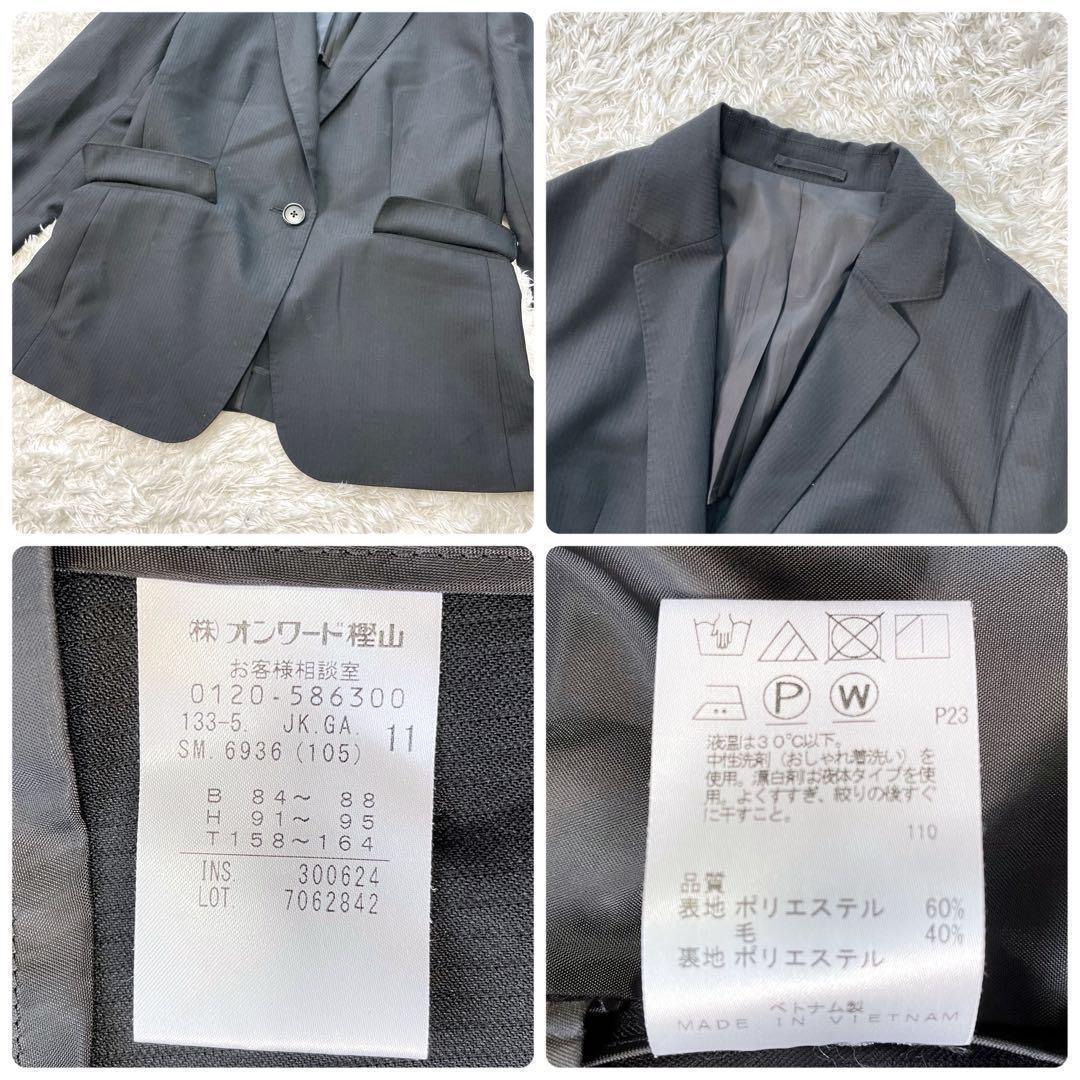 (株)オンワード樫山
お客様相談室
0120-586300
133-5. JK.GA. 11
SM.6936(105)
B 84～ 88
H 91～ 95
T158～164
INS. 300624
LOT. 7062842
P W
P23
液温は30℃以下。
中性洗剤（おしゃれ着洗い）を
使用。漂白剤は液体タイプを使
用。よくすすぎ、絞りの後すぐ
に干すこと。
110
品質
表地 ポリエステル 60%
毛 40%
裏地 ポリエステル
ベトナム製
MADE IN VIETNAM